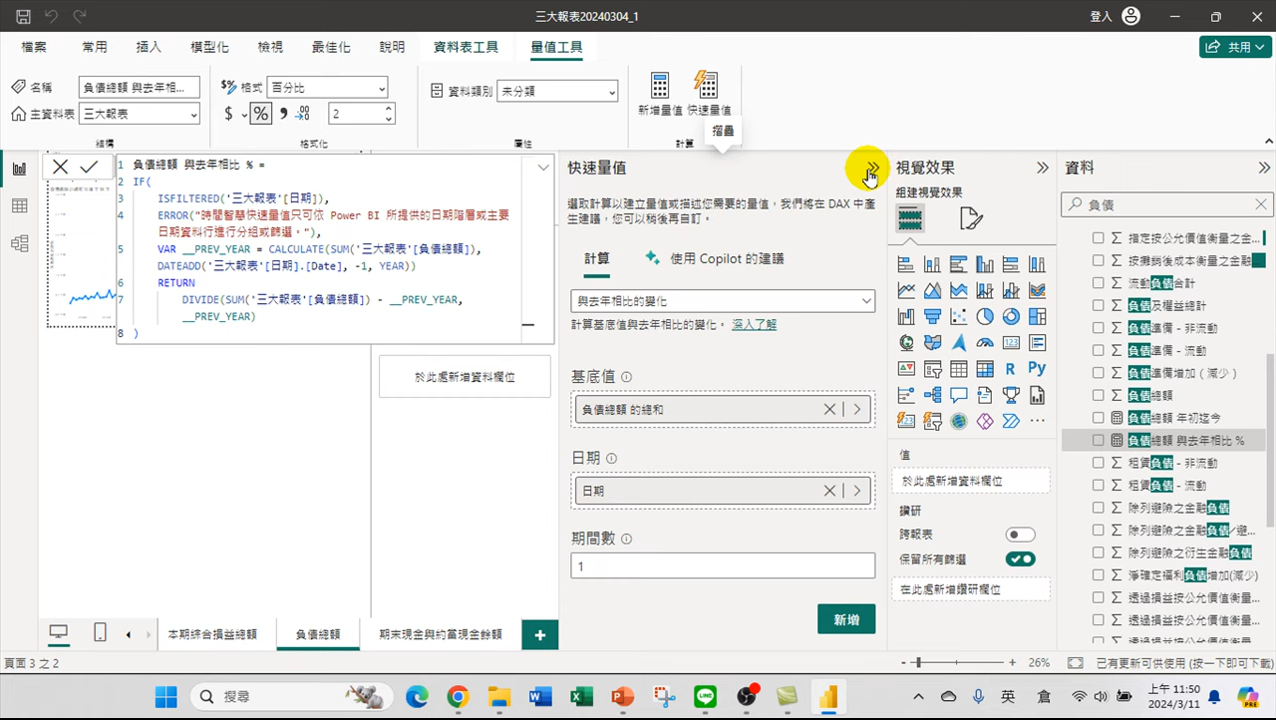 三大報表20240304_1
登入
檔案
常用
插入
模型化
檢視
最佳化
說明
資料表工具
量值工具
共用
名稱
負債總額 與去年相...
主資料表
三大報表
結構
格式
百分比
$
%
2
格式化
資料類別
未分類
屬性
新增量值
快速量值
計算
摺疊
1 負債總額 與去年相比 % =
2 IF(
3 ISFILTERED('三大報表'[日期]),
4 ERROR("時間智慧快速量值只可依 Power BI 所提供的日期階層或主要
日期資料行進行分組或篩選。"),
5 VAR __PREV_YEAR = CALCULATE(SUM('三大報表'[負債總額]),
DATEADD('三大報表'[日期].[Date], -1, YEAR))
6 RETURN
7 DIVIDE(SUM('三大報表'[負債總額]) - __PREV_YEAR,
__PREV_YEAR)
8 )
於此處新增資料欄位
快速量值
選取計算以建立量值或描述您需要的量值，我們將在 DAX 中產
生建議，您可以稍後再自訂。
計算
使用 Copilot 的建議
與去年相比的變化
計算基底值與去年相比的變化。 深入了解
基底值
負債總額 的總和
日期
日期
期間數
1
新增
視覺效果
組建視覺效果
R
Py
123
值
於此處新增資料欄位
鑽研
跨報表
保留所有篩選
在此處新增鑽研欄位
資料
負債
指定按公允價值衡量之金...
按攤銷後成本衡量之金融
流動負債合計
負債及權益總計
負債準備 - 非流動
負債準備 - 流動
負債準備增加（減少）
負債總額
負債總額 年初迄今
負債總額 與去年相比 %
租賃負債 - 非流動
租賃負債 - 流動
除列避險之金融負債
除列避險之金融負債／避...
除列避險之衍生金融負債
淨確定福利負債增加(減少)
透過損益按公允價值衡量...
透過損益按公允價值衡量...
透過損益按公允價值衡量
本期綜合損益總額
負債總額
期末現金與約當現金餘額
頁面 3 之 2
26%
已有更新可供使用 (按一下即可下載)
搜尋
英
倉
上午 11:50
2024/3/11
PRE